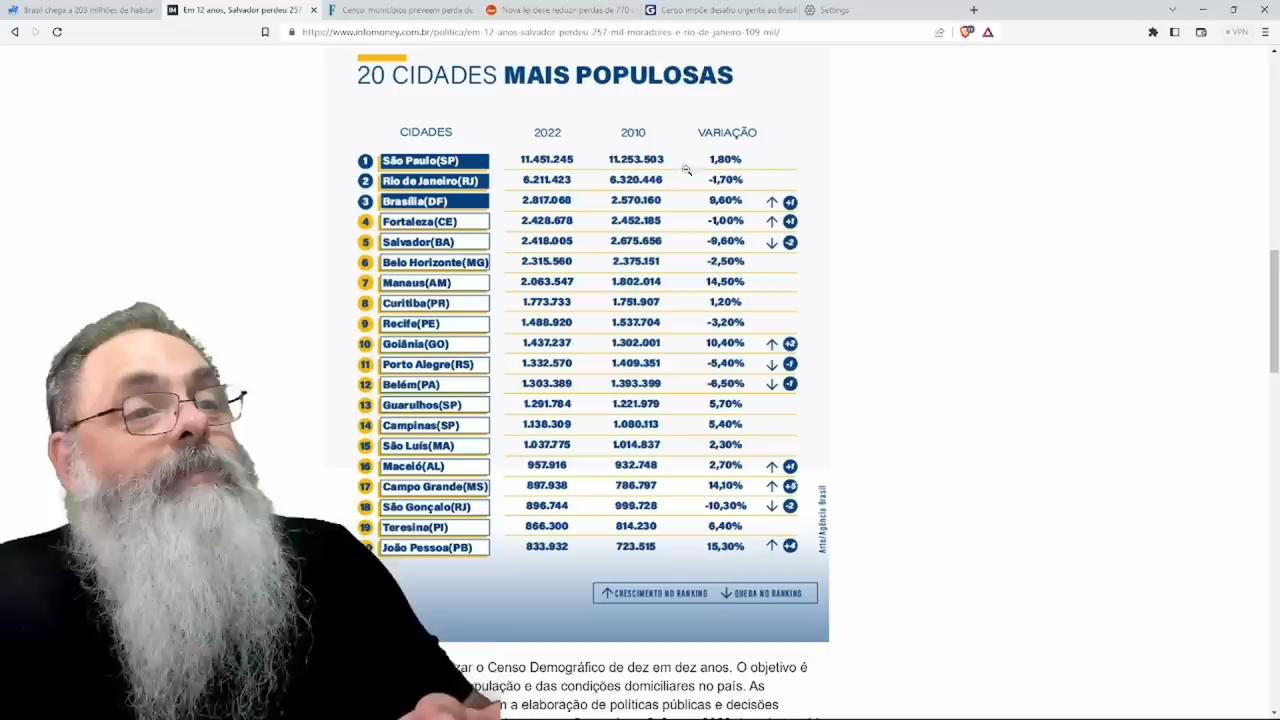 Brasil chega a 203 milhões de habitan
Em 12 anos, Salvador perdeu 257
Censo: municípios preveem perda de
Nova lei deve reduzir perdas de 770
Censo impõe desafio urgente ao Brasil
Settings
https://www.infomoney.com.br/politica/em-12-anos-salvador-perdeu-257-mil-moradores-e-rio-de-janeiro-109-mil/
VPN
20 CIDADES MAIS POPULOSAS
CIDADES 2022 2010 VARIAÇÃO
1 São Paulo(SP) 11.451.245 11.253.503 1,80%
2 Rio de Janeiro(RJ) 6.211.423 6.320.446 -1,70%
3 Brasília(DF) 2.817.068 2.570.160 9,60% +1
4 Fortaleza(CE) 2.428.678 2.452.185 -1,00% +1
5 Salvador(BA) 2.418.005 2.675.656 -9,60% -2
6 Belo Horizonte(MG) 2.315.560 2.375.151 -2,50%
7 Manaus(AM) 2.063.547 1.802.014 14,50%
8 Curitiba(PR) 1.773.733 1.751.907 1,20%
9 Recife(PE) 1.488.920 1.537.704 -3,20%
10 Goiânia(GO) 1.437.237 1.302.001 10,40% +2
11 Porto Alegre(RS) 1.332.570 1.409.351 -5,40% -1
12 Belém(PA) 1.303.389 1.393.399 -6,50% -1
13 Guarulhos(SP) 1.291.784 1.221.979 5,70%
14 Campinas(SP) 1.138.309 1.080.113 5,40%
15 São Luís(MA) 1.037.775 1.014.837 2,30%
16 Maceió(AL) 957.916 932.748 2,70% +1
17 Campo Grande(MS) 897.938 786.797 14,10% +5
18 São Gonçalo(RJ) 896.744 999.728 -10,30% -2
19 Teresina(PI) 866.300 814.230 6,40%
João Pessoa(PB) 833.932 723.515 15,30% +4
Arte/Agência Brasil
CRESCIMENTO NO RANKING QUEDA NO RANKING
zar o Censo Demográfico de dez em dez anos. O objetivo é
pulação e das condições domiciliares no país. As
m a elaboração de políticas públicas e decisões